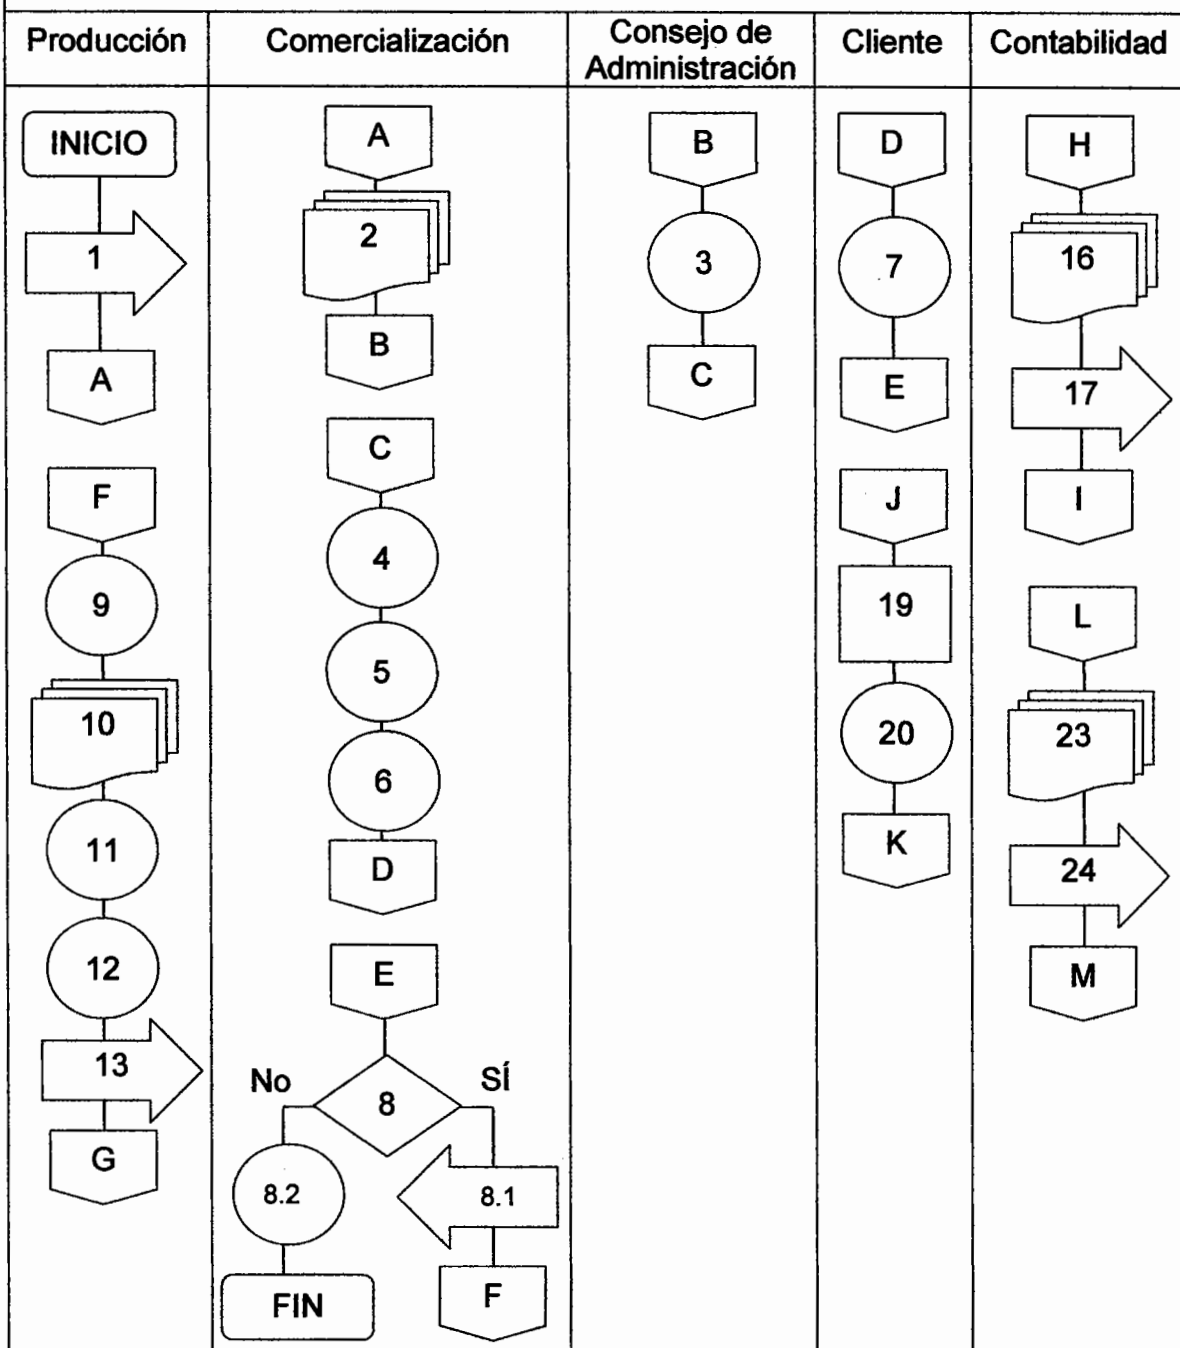 Producción
Comercialización
Consejo de
Administración
Cliente
Contabilidad
INICIO
1
A
F
9
10
11
12
13
G
A
2
B
C
4
5
6
D
E
8
No
SÍ
8.2
8.1
FIN
F
B
3
C
D
7
E
J
19
20
K
H
16
17
I
L
23
24
M